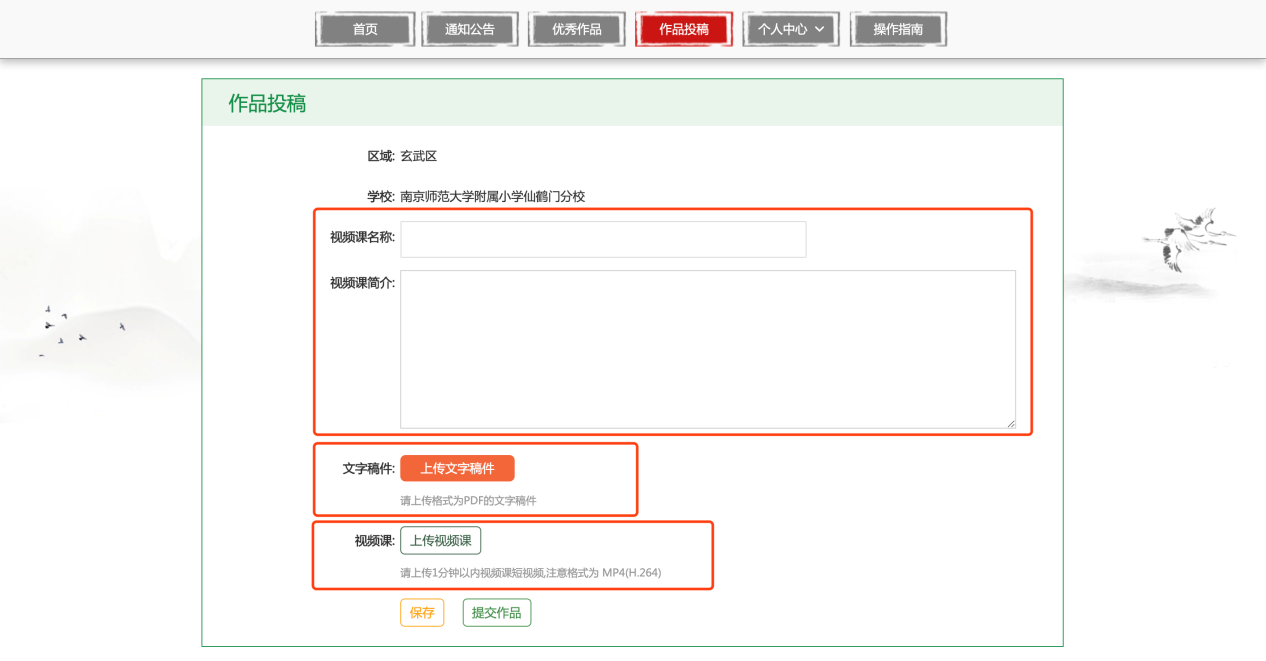 首页 通知公告 优秀作品 作品投稿 个人中心 操作指南
作品投稿
区域: 玄武区
学校: 南京师范大学附属小学仙鹤门分校
视频课名称:
视频课简介:
文字稿件: 上传文字稿件
请上传格式为PDF的文字稿件
视频课: 上传视频课
请上传1分钟以内视频课短视频,注意格式为 MP4(H.264)
保存 提交作品